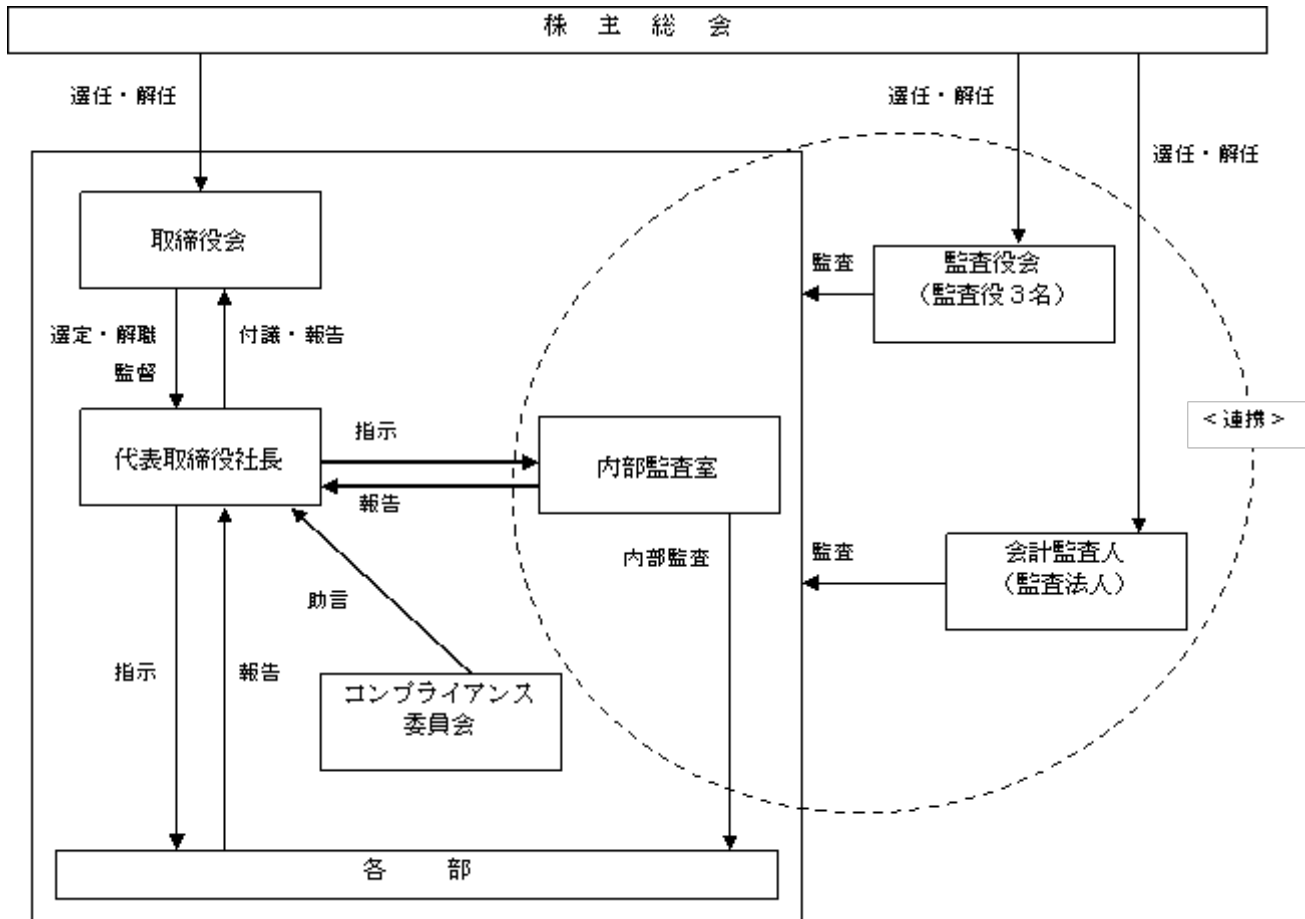 株 主 総 会
選任・解任
選任・解任
選任・解任
取締役会
監査
監査役会
（監査役３名）
選定・解職
監督
付議・報告
＜連携＞
代表取締役社長
指示
報告
内部監査室
内部監査
監査
会計監査人
（監査法人）
助言
指示
報告
コンプライアンス
委員会
各 部